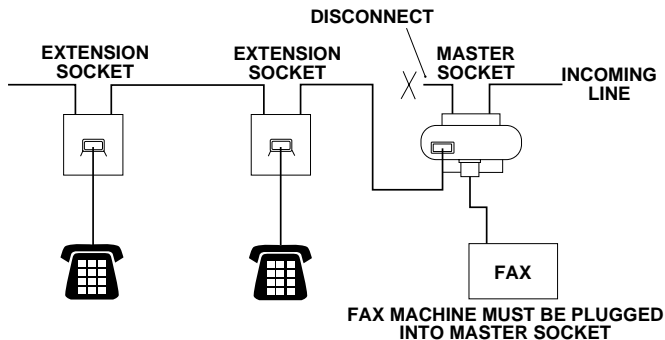 DISCONNECT
EXTENSION
SOCKET
EXTENSION
SOCKET
MASTER
SOCKET
INCOMING
LINE
FAX
FAX MACHINE MUST BE PLUGGED
INTO MASTER SOCKET